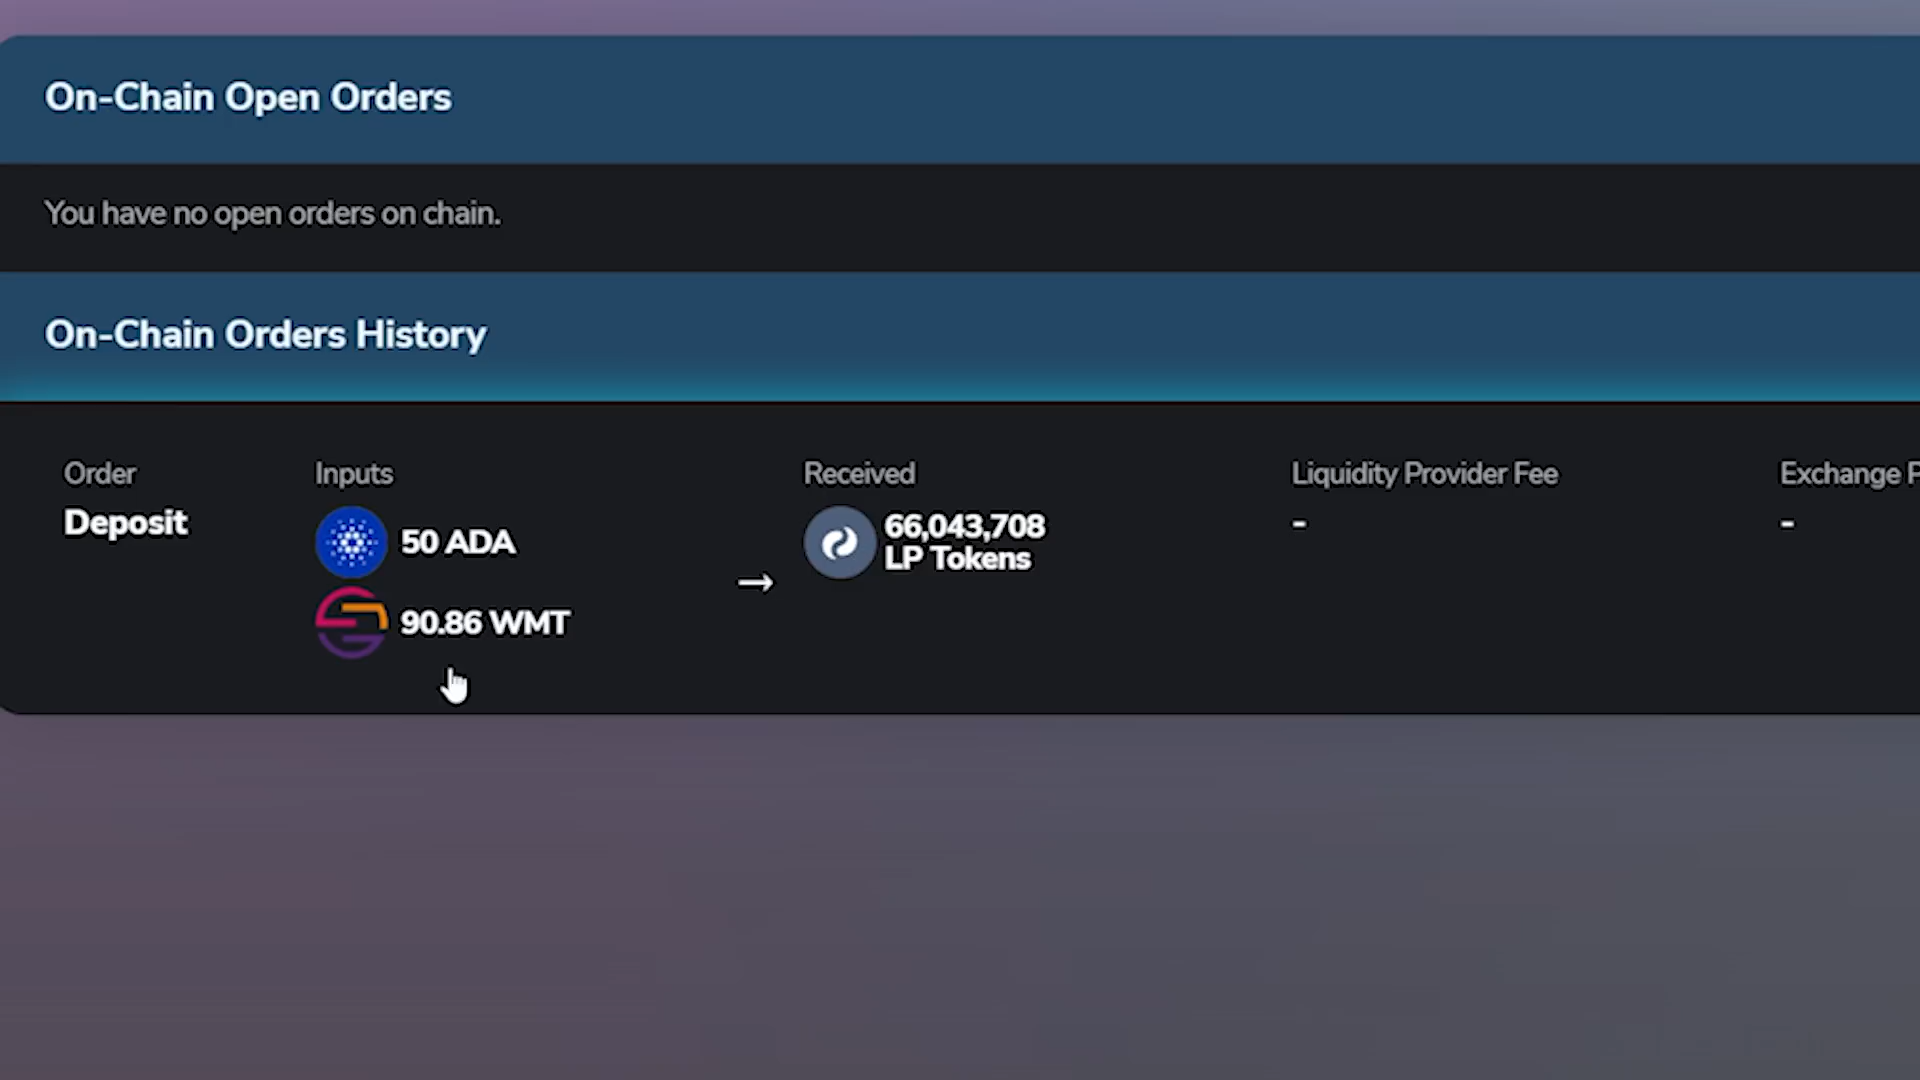 On-Chain Open Orders
You have no open orders on chain.
On-Chain Orders History
Order
Inputs
Received
Liquidity Provider Fee
Exchange
Deposit
50 ADA
90.86 WMT
→
66,043,708
LP Tokens
-
-